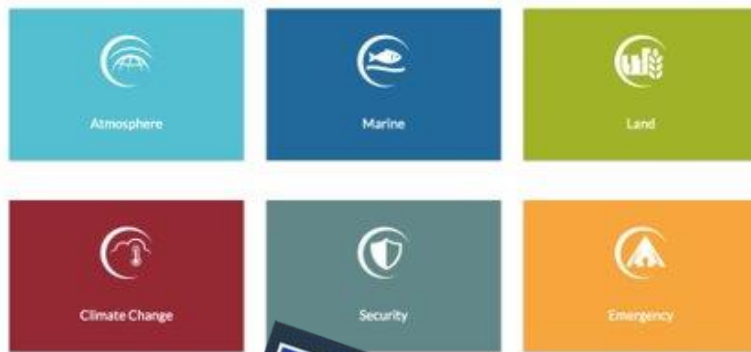 Atmosphere
Marine
Land
Climate Change
Security
Emergency